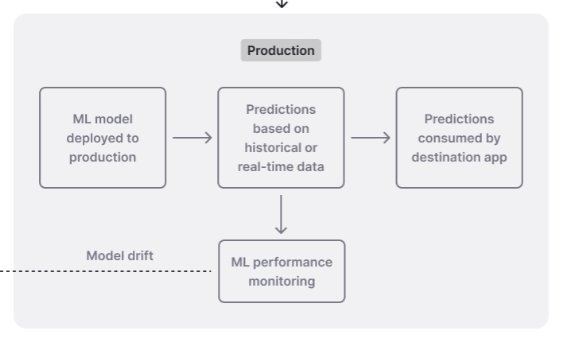 Production
ML model
deployed to
production
Predictions
based on
historical or
real-time data
Predictions
consumed by
destination app
Model drift
ML performance
monitoring